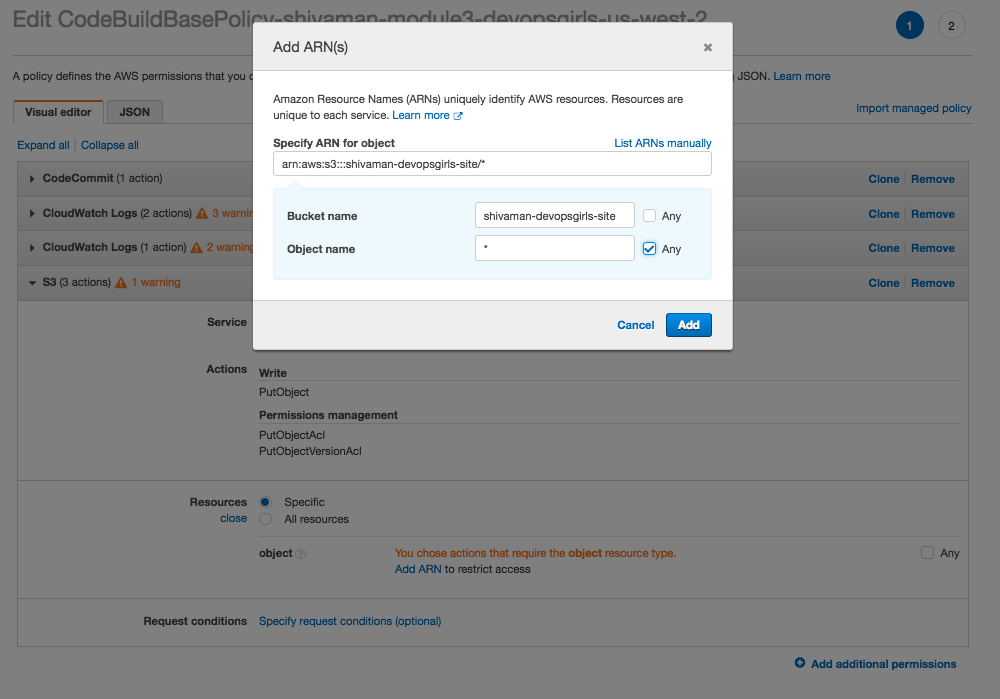 Edit CodeBuildBasePolicy-shivaman-module3-devopsgirls-us-west-2
1
2
A policy defines the AWS permissions that you
JSON. Learn more
Visual editor
JSON
Import managed policy
Expand all | Collapse all
CodeCommit (1 action)
Clone | Remove
CloudWatch Logs (2 actions) 3
Clone | Remove
CloudWatch Logs (1 action) 2
Clone | Remove
S3 (3 actions) 1 warning
Clone | Remove
Add ARN(s)
Amazon Resource Names (ARNs) uniquely identify AWS resources. Resources are
unique to each service. Learn more
Specify ARN for object
List ARNs manually
arn:aws:s3:::shivaman-devopsgirls-site/*
Bucket name
shivaman-devopsgirls-site
Any
Object name
*
Any
Cancel
Add
Service
Actions
Write
PutObject
Permissions management
PutObjectAcl
PutObjectVersionAcl
Resources
close
Specific
All resources
object ?
You chose actions that require the object resource type.
Add ARN to restrict access
Any
Request conditions
Specify request conditions (optional)
Add additional permissions